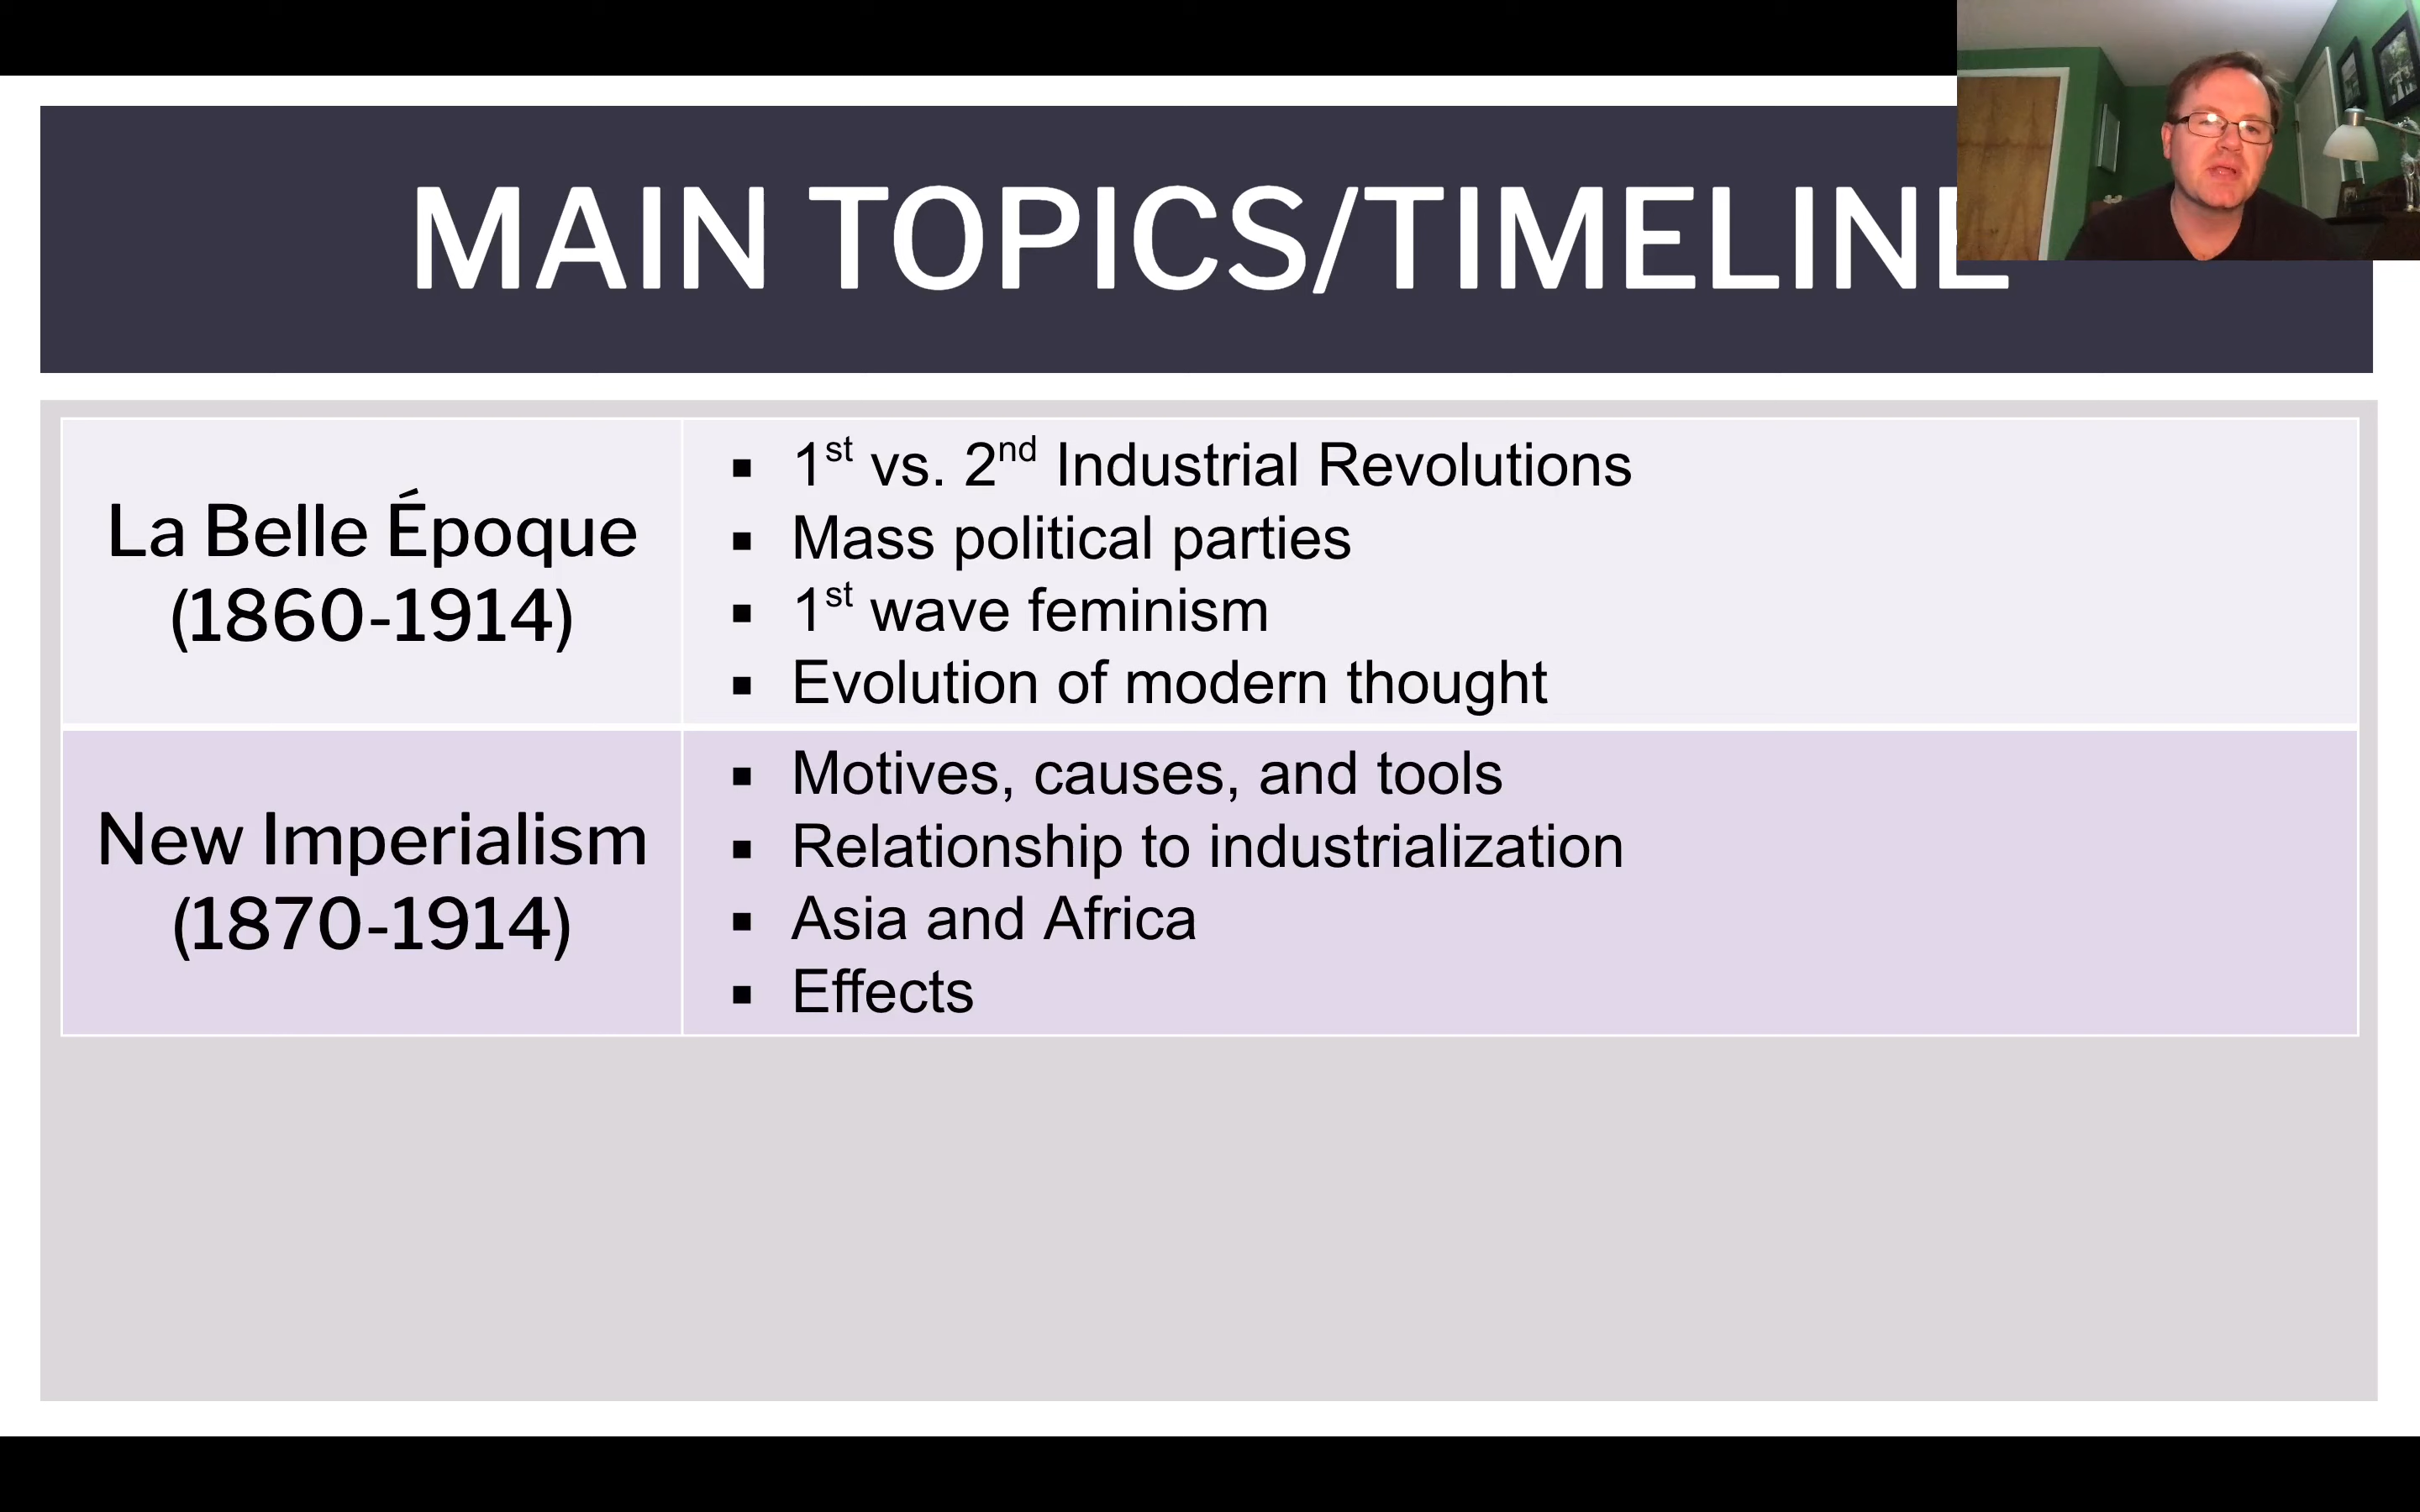 MAIN TOPICS/TIMELINE
La Belle Époque
(1860-1914)
▪ 1st vs. 2nd Industrial Revolutions
▪ Mass political parties
▪ 1st wave feminism
▪ Evolution of modern thought
New Imperialism
(1870-1914)
▪ Motives, causes, and tools
▪ Relationship to industrialization
▪ Asia and Africa
▪ Effects